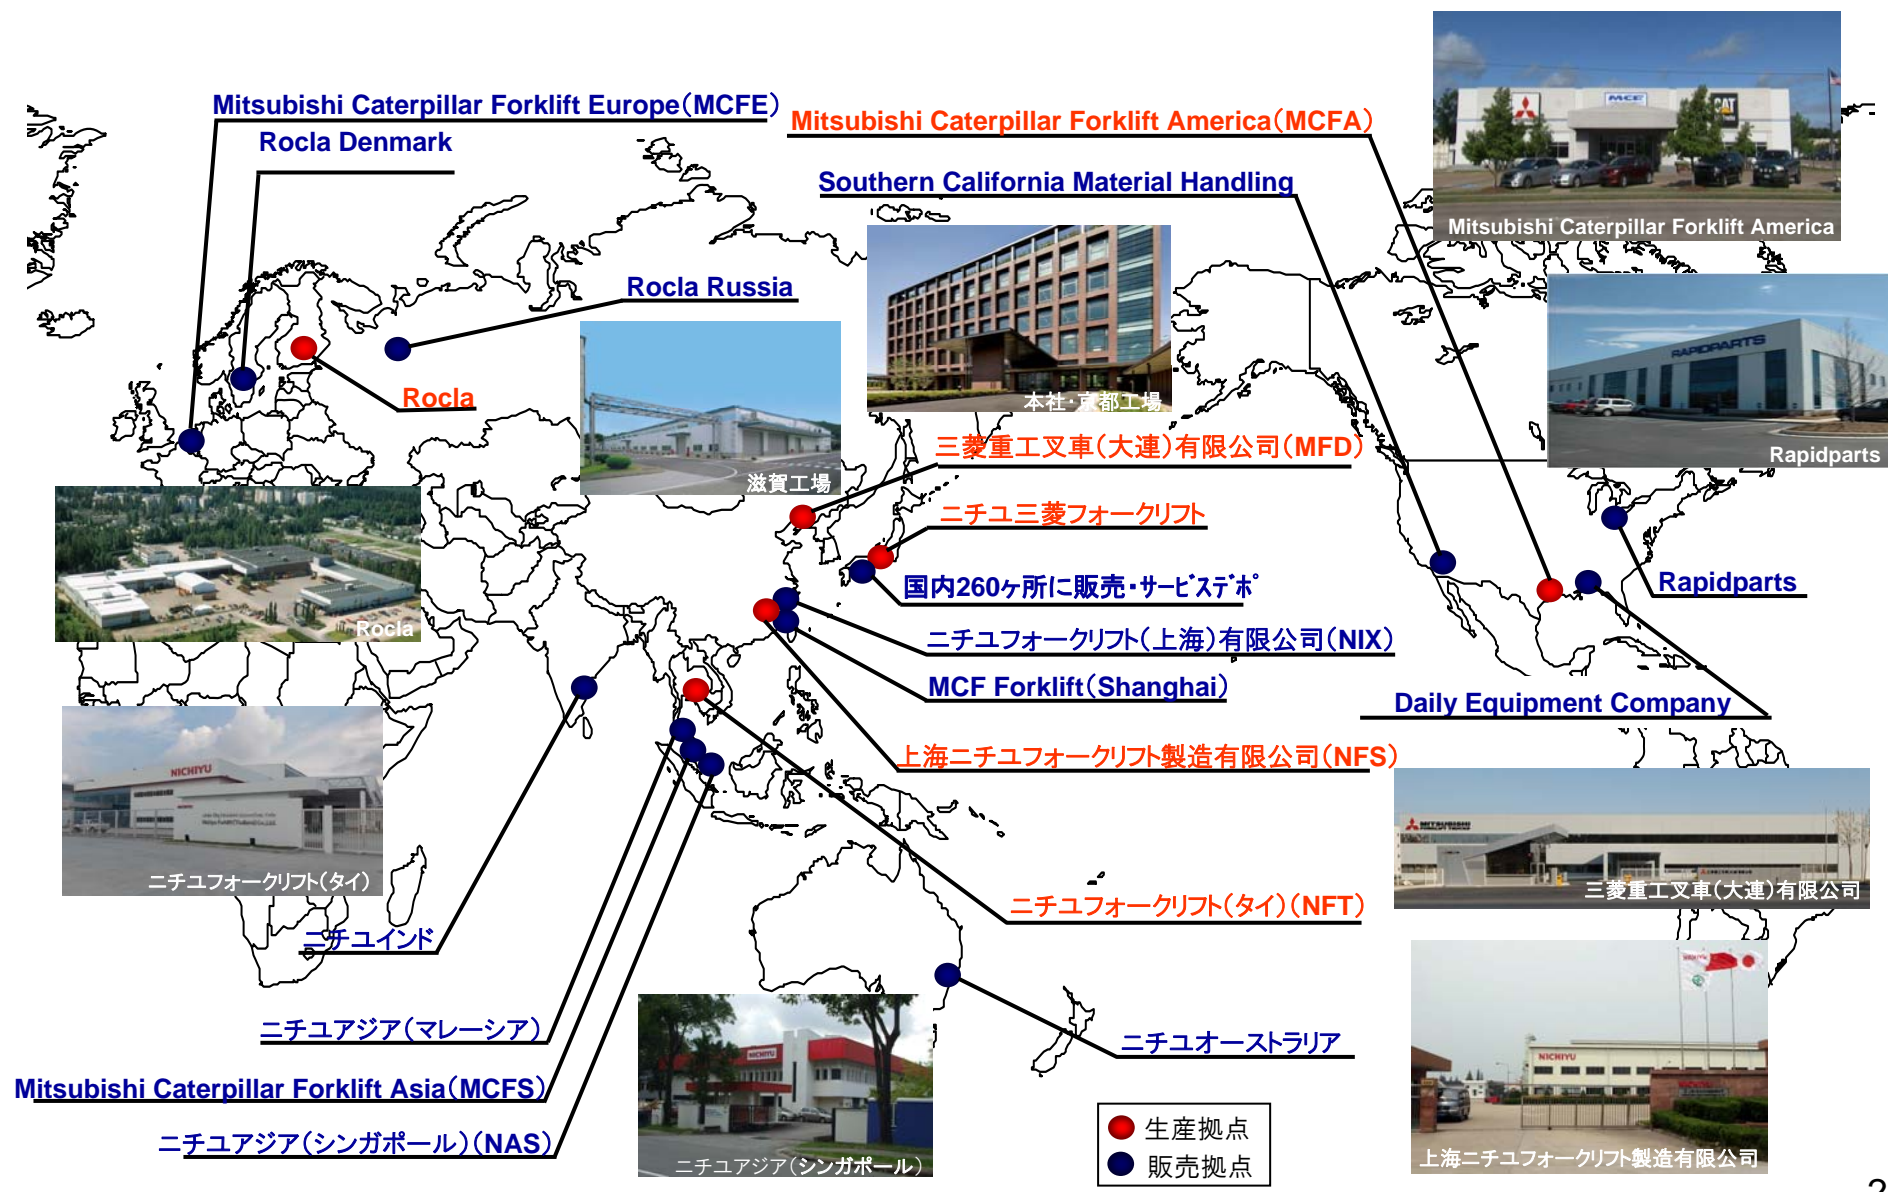 Mitsubishi Caterpillar Forklift Europe(MCFE)
Rocla Denmark
Mitsubishi Caterpillar Forklift America(MCFA)
Southern California Material Handling
MCF
CAT
Mitsubishi Caterpillar Forklift America
Rocla Russia
Rocla
滋賀工場
本社・京都工場
RAPIDPARTS
Rapidparts
三菱重工叉車(大連)有限公司(MFD)
ニチユ三菱フォークリフト
国内260ヶ所に販売・サービスデポ
Rapidparts
Rocla
ニチユフォークリフト(上海)有限公司(NIX)
MCF Forklift(Shanghai)
Daily Equipment Company
上海ニチユフォークリフト製造有限公司(NFS)
NICHIYU
ニチユフォークリフト(タイ)
MITSUBISHI
FORKLIFT TRUCKS
三菱重工叉車(大連)有限公司
ニチユフォークリフト(タイ)(NFT)
ニチユインド
ニチユアジア(マレーシア)
ニチユオーストラリア
Mitsubishi Caterpillar Forklift Asia(MCFS)
ニチユアジア(シンガポール)(NAS)
NICHIYU
ニチユアジア(シンガポール)
生産拠点
販売拠点
NICHIYU
NICHIYU
上海ニチユフォークリフト製造有限公司
2